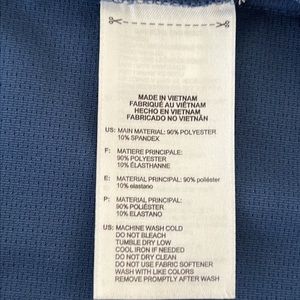 MADE IN VIETNAM
FABRIQUÉ AU VIÊTNAM
HECHO EN VIETNAM
FABRICADO NO VIETNÃN
US: MAIN MATERIAL: 90% POLYESTER
10% SPANDEX
F: MATIERE PRINCIPALE:
90% POLYESTER
10% ÉLASTHANNE
E: MATERIAL PRINCIPAL: 90% poliéster
10% elastano
P: MATERIAL PRINCIPAL:
90% POLIÉSTER
10% ELASTANO
US: MACHINE WASH COLD
DO NOT BLEACH
TUMBLE DRY LOW
COOL IRON IF NEEDED
DO NOT DRY CLEAN
DO NOT USE FABRIC SOFTENER
WASH WITH LIKE COLORS
REMOVE PROMPTLY AFTER WASH